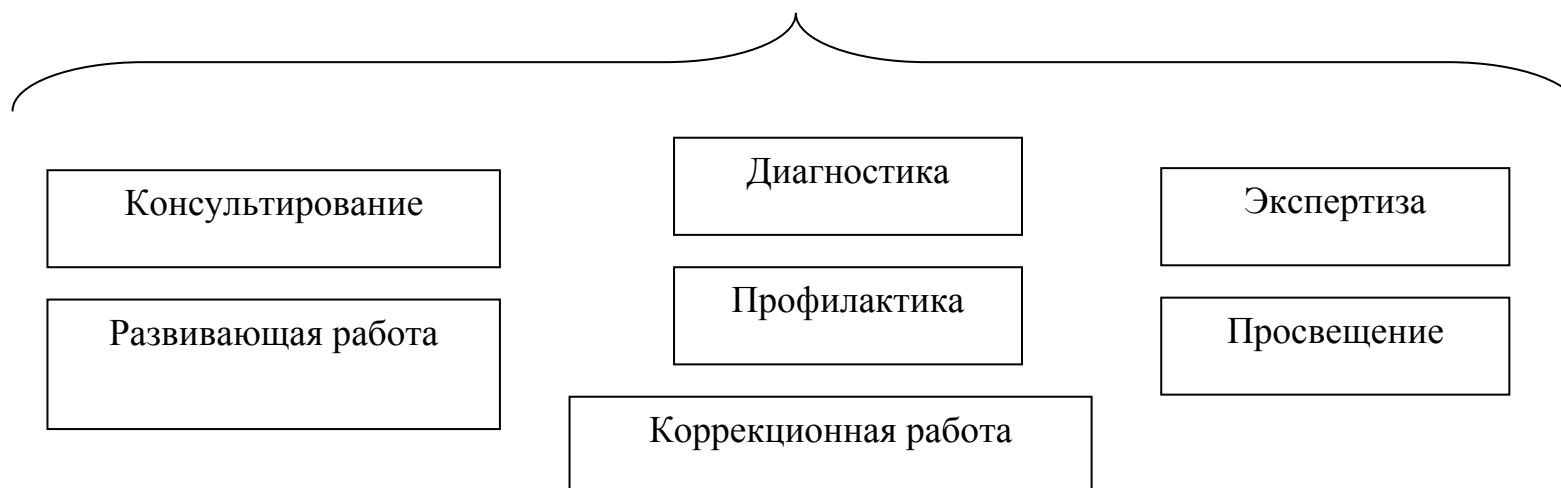 Диагностика
Консультирование
Экспертиза
Профилактика
Развивающая работа
Просвещение
Коррекционная работа